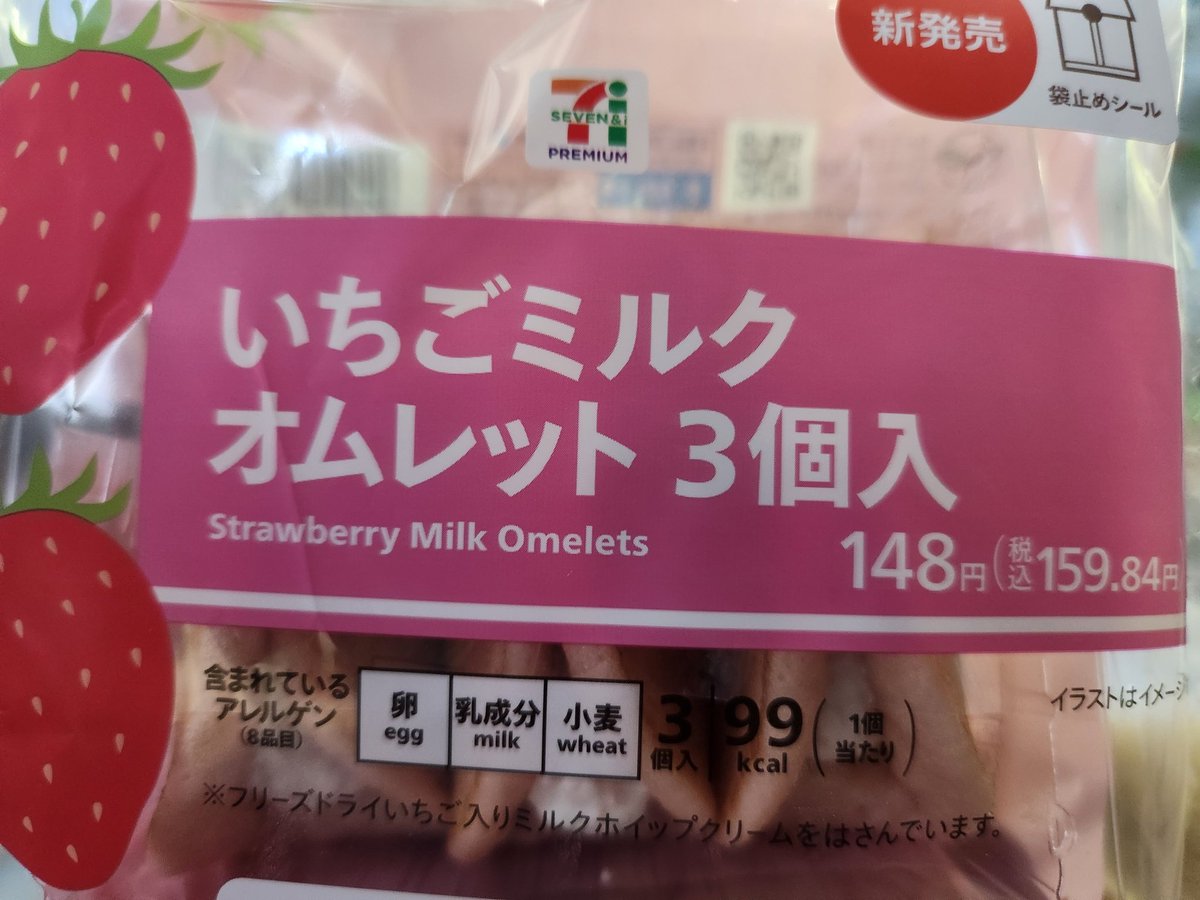 新発売
袋止めシール
SEVEN&i
PREMIUM
いちごミルク
オムレット 3個入
Strawberry Milk Omelets
148円(税込159.84円
含まれている
アレルゲン
(8品目)
卵
egg
乳成分
milk
小麦
wheat
3
個入
99
kcal
(1個
当たり)
イラストはイメージ
※フリーズドライいちご入りミルクホイップクリームをはさんでいます。